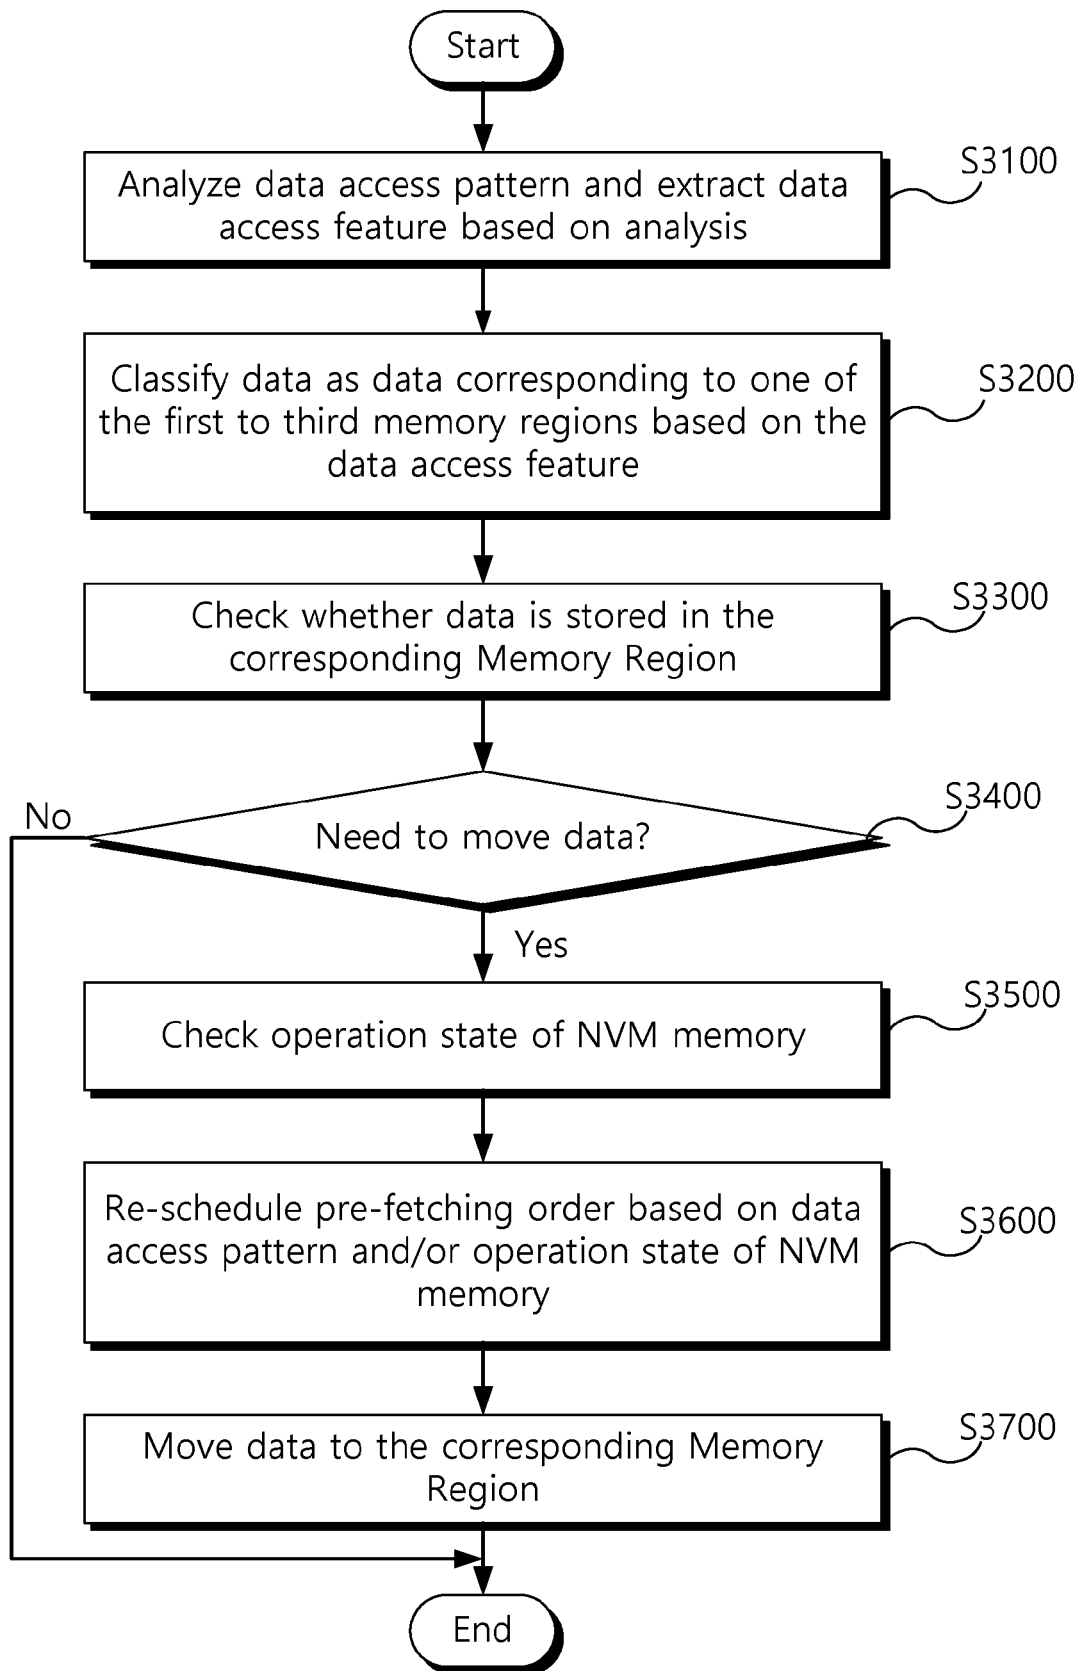 Start
S3100
Analyze data access pattern and extract data
access feature based on analysis
S3200
Classify data as data corresponding to one of
the first to third memory regions based on the
data access feature
S3300
Check whether data is stored in the
corresponding Memory Region
S3400
No
Need to move data?
Yes
S3500
Check operation state of NVM memory
S3600
Re-schedule pre-fetching order based on data
access pattern and/or operation state of NVM
memory
S3700
Move data to the corresponding Memory
Region
End